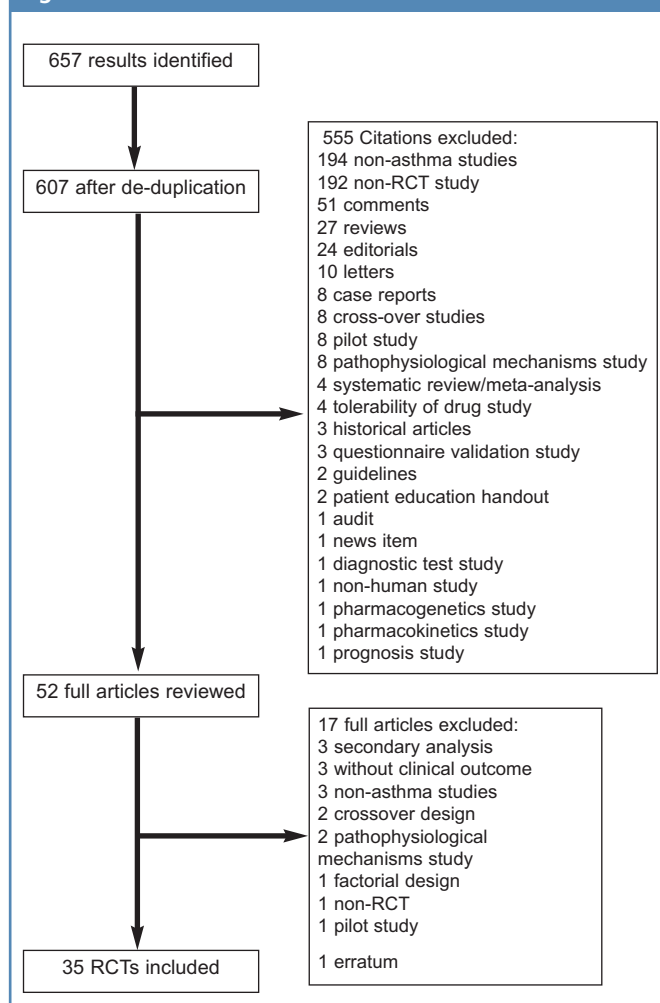 657 results identified
607 after de-duplication
555 Citations excluded:
194 non-asthma studies
192 non-RCT study
51 comments
27 reviews
24 editorials
10 letters
8 case reports
8 cross-over studies
8 pilot study
8 pathophysiological mechanisms study
4 systematic review/meta-analysis
4 tolerability of drug study
3 historical articles
3 questionnaire validation study
2 guidelines
2 patient education handout
1 audit
1 news item
1 diagnostic test study
1 non-human study
1 pharmacogenetics study
1 pharmacokinetics study
1 prognosis study
52 full articles reviewed
17 full articles excluded:
3 secondary analysis
3 without clinical outcome
3 non-asthma studies
2 crossover design
2 pathophysiological
mechanisms study
1 factorial design
1 non-RCT
1 pilot study
1 erratum
35 RCTs included